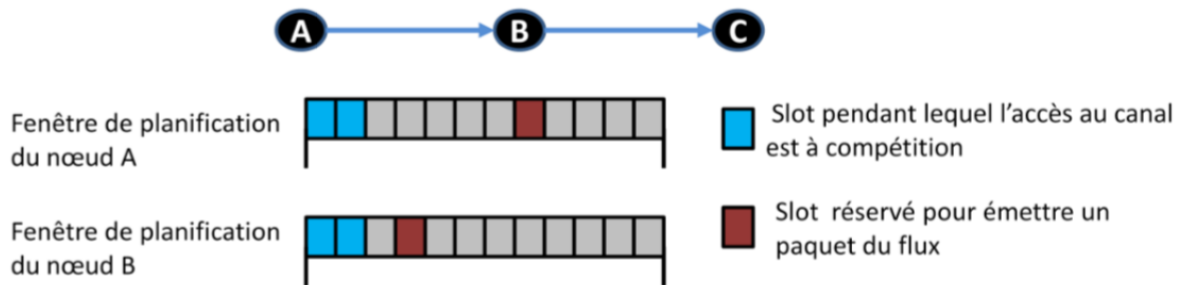 A B C
Fenêtre de planification
du nœud A
Slot pendant lequel l'accès au canal
est à compétition
Fenêtre de planification
du nœud B
Slot réservé pour émettre un
paquet du flux